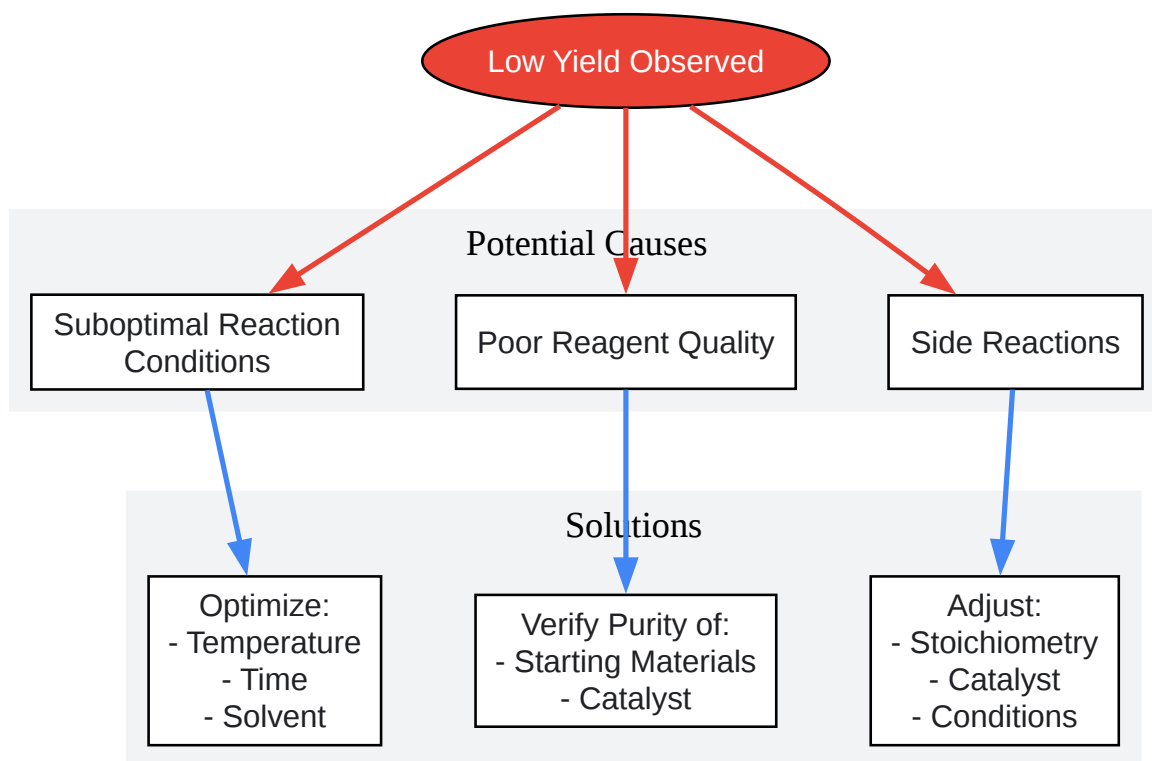 Low Yield Observed
Potential Causes
Suboptimal Reaction
Conditions
Poor Reagent Quality
Side Reactions
Solutions
Optimize:
- Temperature
- Time
- Solvent
Verify Purity of:
- Starting Materials
- Catalyst
Adjust:
- Stoichiometry
- Catalyst
- Conditions